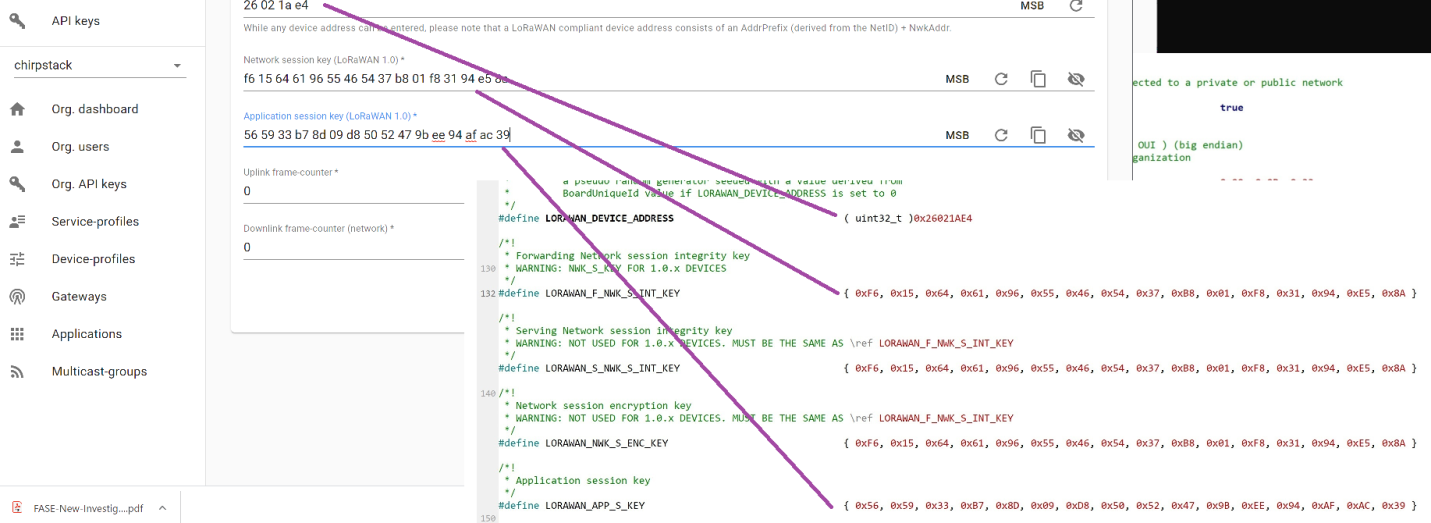 API keys
chirpstack
Org. dashboard
Org. users
Org. API keys
Service-profiles
Device-profiles
Gateways
Applications
Multicast-groups
FASE-New-Investig....pdf
26 02 1a e4
MSB
While any device address can be entered, please note that a LoRaWAN compliant device address consists of an AddrPrefix (derived from the NetID) + NwkAddr.
Network session key (LoRaWAN 1.0) *
f6 15 64 61 96 55 46 54 37 b8 01 f8 31 94 e5 8a
MSB
Application session key (LoRaWAN 1.0) *
56 59 33 b7 8d 09 d8 50 52 47 9b ee 94 af ac 39
MSB
Uplink frame-counter *
0
Downlink frame-counter (network) *
0
ected to a private or public network
true
OUI ) (big endian)
ganization
* a pseudo random generator seeded with a value derived from
* BoardUniqueId value if LORAWAN_DEVICE_ADDRESS is set to 0
*/
#define LORAWAN_DEVICE_ADDRESS ( uint32_t )0x26021AE4
/*!
* Forwarding Network session integrity key
130 * WARNING: NWK_S_KEY FOR 1.0.x DEVICES
*/
132 #define LORAWAN_F_NWK_S_INT_KEY { 0xF6, 0x15, 0x64, 0x61, 0x96, 0x55, 0x46, 0x54, 0x37, 0xB8, 0x01, 0xF8, 0x31, 0x94, 0xE5, 0x8A }
/*!
* Serving Network session integrity key
* WARNING: NOT USED FOR 1.0.x DEVICES. MUST BE THE SAME AS \ref LORAWAN_F_NWK_S_INT_KEY
*/
#define LORAWAN_S_NWK_S_INT_KEY { 0xF6, 0x15, 0x64, 0x61, 0x96, 0x55, 0x46, 0x54, 0x37, 0xB8, 0x01, 0xF8, 0x31, 0x94, 0xE5, 0x8A }
140 /*!
* Network session encryption key
* WARNING: NOT USED FOR 1.0.x DEVICES. MUST BE THE SAME AS \ref LORAWAN_F_NWK_S_INT_KEY
*/
#define LORAWAN_NWK_S_ENC_KEY { 0xF6, 0x15, 0x64, 0x61, 0x96, 0x55, 0x46, 0x54, 0x37, 0xB8, 0x01, 0xF8, 0x31, 0x94, 0xE5, 0x8A }
/*!
* Application session key
*/
#define LORAWAN_APP_S_KEY { 0x56, 0x59, 0x33, 0xB7, 0x8D, 0x09, 0xD8, 0x50, 0x52, 0x47, 0x9B, 0xEE, 0x94, 0xAF, 0xAC, 0x39 }
150